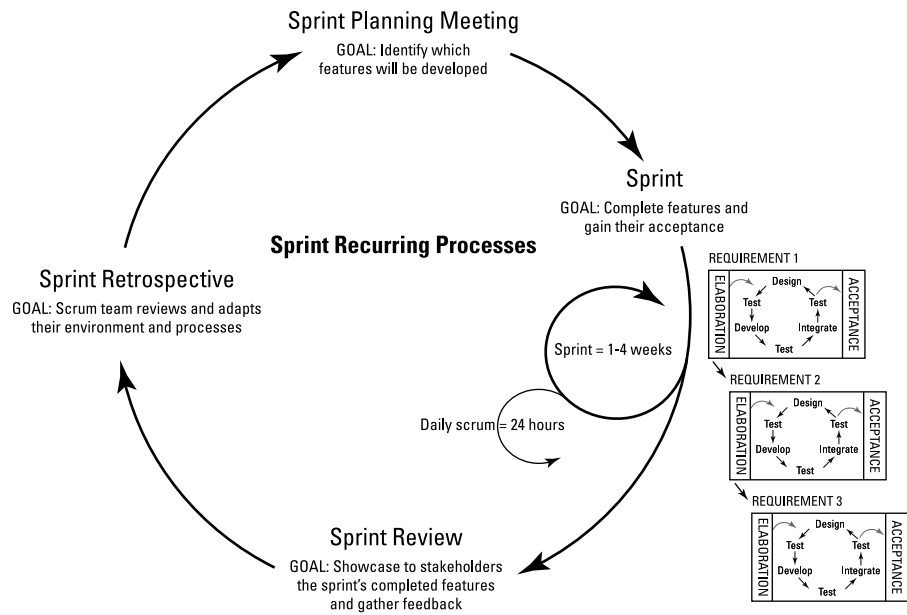 Sprint Planning Meeting
GOAL: Identify which
features will be developed
Sprint
GOAL: Complete features and
gain their acceptance
Sprint Recurring Processes
Sprint Retrospective
GOAL: Scrum team reviews and adapts
their environment and processes
Sprint = 1-4 weeks
Daily scrum = 24 hours
Sprint Review
GOAL: Showcase to stakeholders
the sprint's completed features
and gather feedback
REQUIREMENT 1
ELABORATION
Design
Test
Test
Develop
Integrate
Test
ACCEPTANCE
REQUIREMENT 2
ELABORATION
Design
Test
Test
Develop
Integrate
Test
ACCEPTANCE
REQUIREMENT 3
ELABORATION
Design
Test
Test
Develop
Integrate
Test
ACCEPTANCE